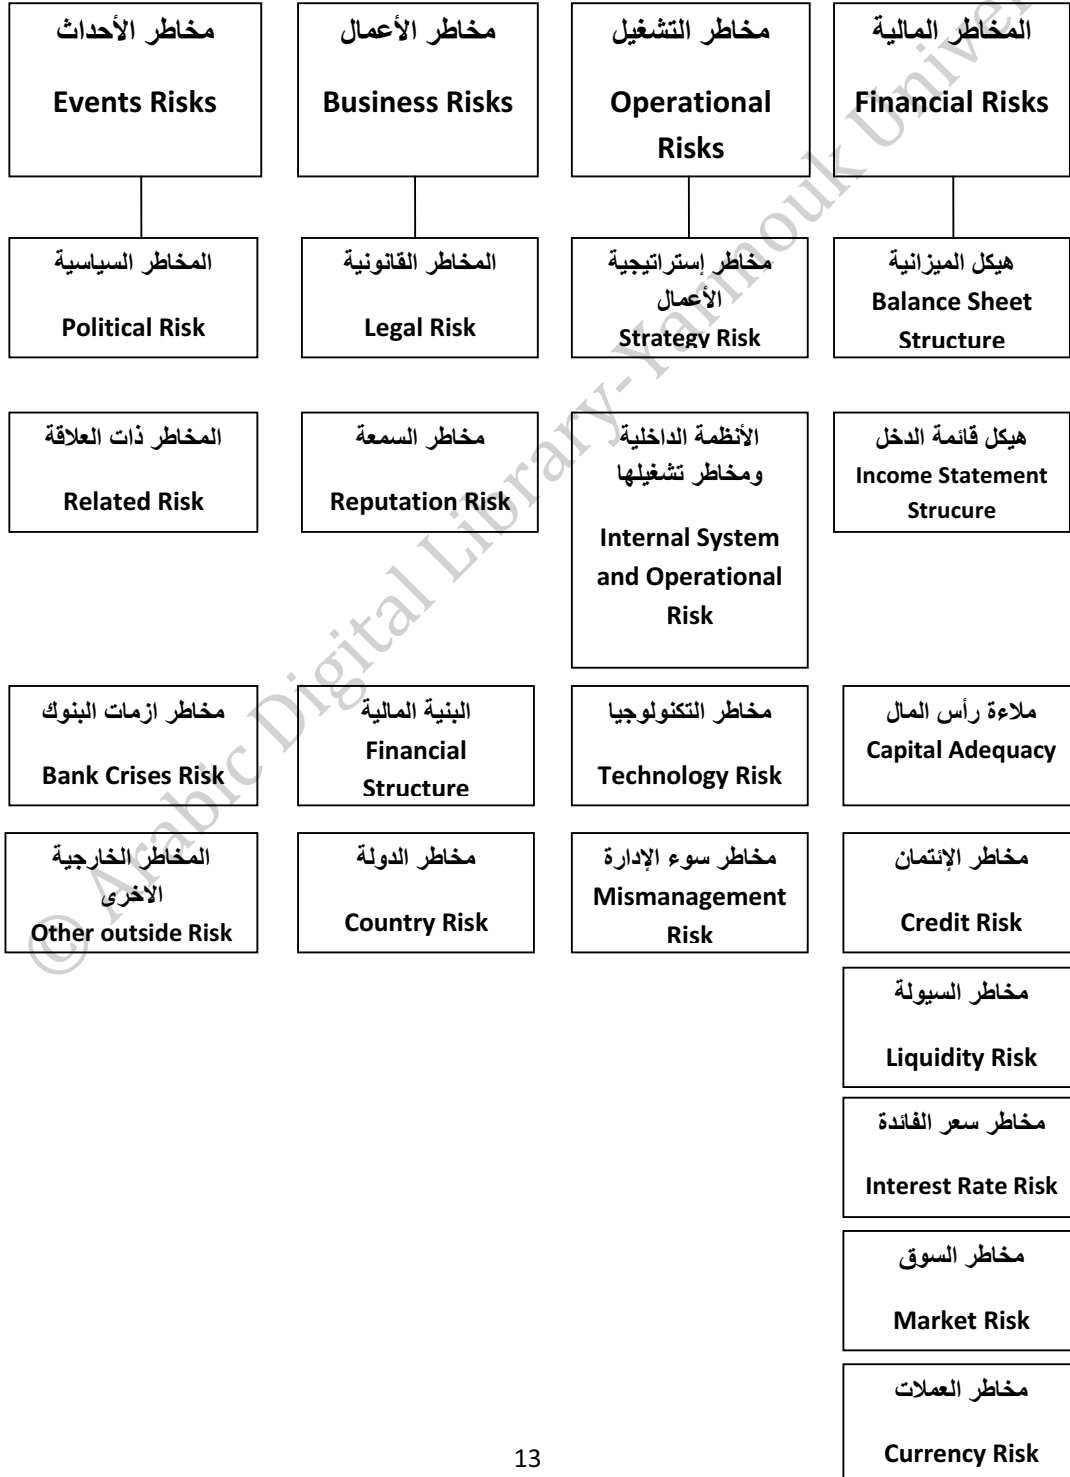 المخاطر المالية
Financial Risks
مخاطر التشغيل
Operational
Risks
مخاطر الأعمال
Business Risks
مخاطر الأحداث
Events Risks
هيكل الميزانية
Balance Sheet
Structure
مخاطر إستراتيجية
الأعمال
Strategy Risk
المخاطر القانونية
Legal Risk
المخاطر السياسية
Political Risk
هيكل قائمة الدخل
Income Statement
Strucure
الأنظمة الداخلية
ومخاطر تشغيلها
Internal System
and Operational
Risk
مخاطر السمعة
Reputation Risk
المخاطر ذات العلاقة
Related Risk
ملاءة رأس المال
Capital Adequacy
مخاطر التكنولوجيا
Technology Risk
البنية المالية
Financial
Structure
مخاطر ازمات البنوك
Bank Crises Risk
مخاطر الإئتمان
Credit Risk
مخاطر سوء الإدارة
Mismanagement
Risk
مخاطر الدولة
Country Risk
المخاطر الخارجية
الاخرى
Other outside Risk
مخاطر السيولة
Liquidity Risk
مخاطر سعر الفائدة
Interest Rate Risk
مخاطر السوق
Market Risk
مخاطر العملات
Currency Risk
13
© Arabic Digital Library-Yarmouk Univer